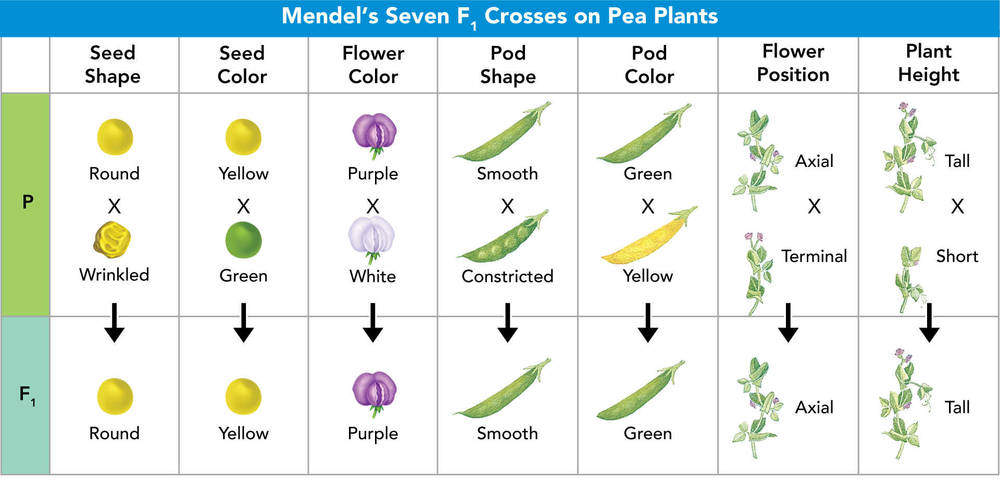 Mendel's Seven F1 Crosses on Pea Plants
Seed Shape
Seed Color
Flower Color
Pod Shape
Pod Color
Flower Position
Plant Height
P
Round
X
Wrinkled
Yellow
X
Green
Purple
X
White
Smooth
X
Constricted
Green
X
Yellow
Axial
X
Terminal
Tall
X
Short
F1
Round
Yellow
Purple
Smooth
Green
Axial
Tall